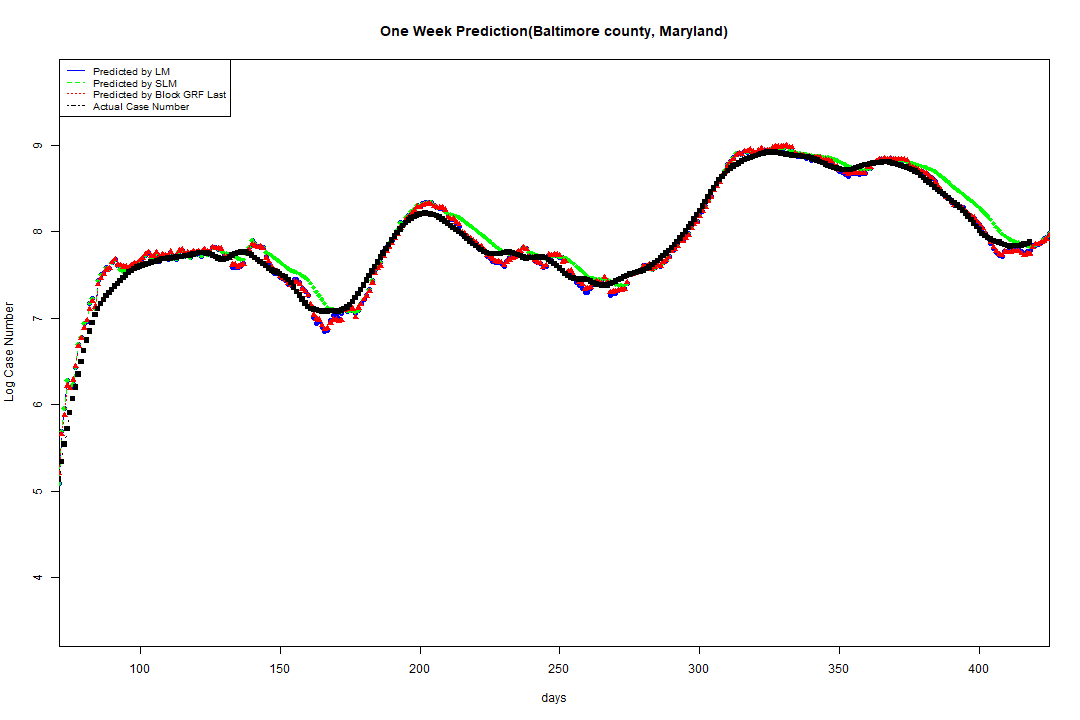 One Week Prediction(Baltimore county, Maryland)
Predicted by LM
Predicted by SLM
Predicted by Block GRF Last
Actual Case Number
9
8
7
6
5
4
Log Case Number
100 150 200 250 300 350 400
days